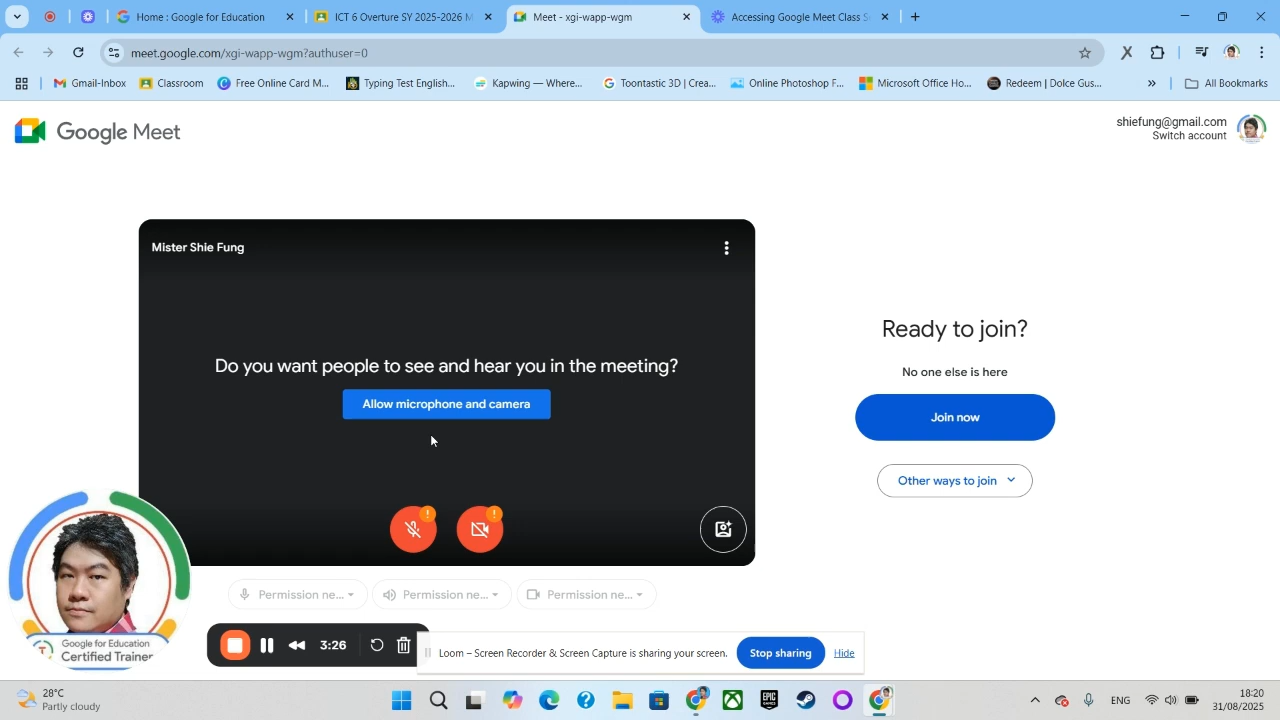 Google Home - Education
ICT 6 Overture SY 2025-2026 M
Meet - xgi-wapp-wgm
Accessing Google Meet Class S
meet.google.com/xgi-wapp-wgm?authuser=0
Gmail-Inbox
Classroom
Free Online Card M...
Typing Test English...
Kapwing — Where...
Toontastic 3D | Crea...
Online Photoshop F...
Microsoft Office Ho...
Redeem | Dolce Gus...
All Bookmarks
Google Meet
shiefung@gmail.com
Switch account
Mister Shie Fung
Do you want people to see and hear you in the meeting?
Allow microphone and camera
Ready to join?
No one else is here
Join now
Other ways to join
Permission ne...
Permission ne...
Permission ne...
Google for Education
Certified Trainer
3:26
Loom – Screen Recorder & Screen Capture is sharing your screen.
Stop sharing
Hide
28°C
Partly cloudy
EPIC
GAMES
ENG
18:20
31/08/2025